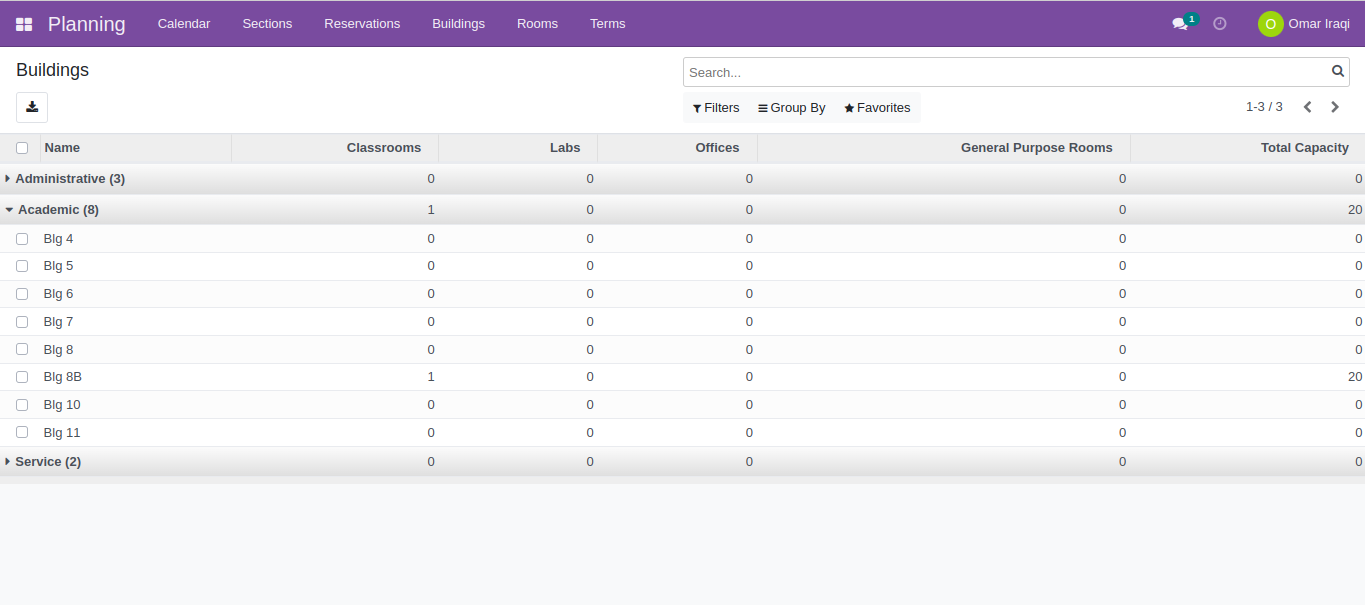 Planning Calendar Sections Reservations Buildings Rooms Terms 1 O Omar Iraqi
Buildings Search...
Filters Group By Favorites 1-3 / 3
Name Classrooms Labs Offices General Purpose Rooms Total Capacity
Administrative (3) 0 0 0 0 0
Academic (8) 1 0 0 0 20
Blg 4 0 0 0 0 0
Blg 5 0 0 0 0 0
Blg 6 0 0 0 0 0
Blg 7 0 0 0 0 0
Blg 8 0 0 0 0 0
Blg 8B 1 0 0 0 20
Blg 10 0 0 0 0 0
Blg 11 0 0 0 0 0
Service (2) 0 0 0 0 0